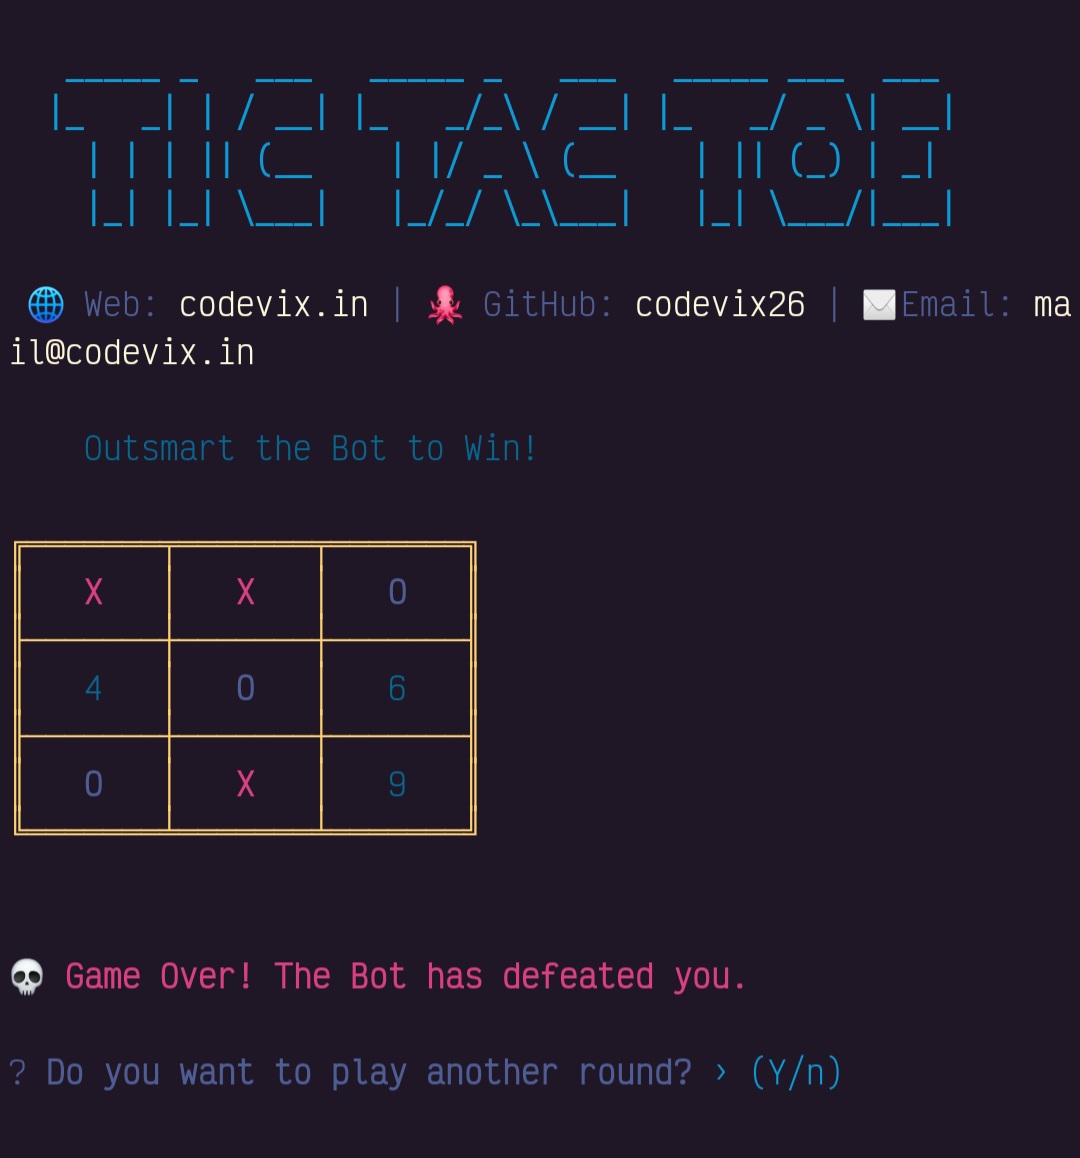 TIC TAC TOE
🌐 Web: codevix.in | 🐙 GitHub: codevix26 | ✉️Email: ma
il@codevix.in
Outsmart the Bot to Win!
X X O
4 O 6
O X 9
💀 Game Over! The Bot has defeated you.
? Do you want to play another round? › (Y/n)